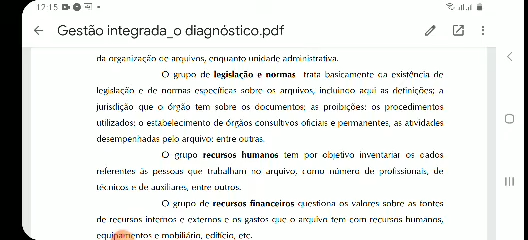 12:15
Gestão integrada_o diagnóstico.pdf
da organização de arquivos, enquanto unidade administrativa.
O grupo de legislação e normas trata basicamente da existência de
legislação e de normas específicas sobre os arquivos, incluindo aqui as definições; a
jurisdição que o órgão tem sobre os documentos; as proibições; os procedimentos
utilizados; o estabelecimento de órgãos consultivos oficiais e permanentes, as atividades
desempenhadas pelo arquivo; entre outras.
O grupo recursos humanos tem por objetivo inventariar os dados
referentes às pessoas que trabalham no arquivo, como número de profissionais, de
técnicos e de auxiliares, entre outros.
O grupo de recursos financeiros questiona os valores sobre as fontes
de recursos internos e externos e os gastos que o arquivo tem com recursos humanos,
equipamentos e mobiliário, edifício, etc.